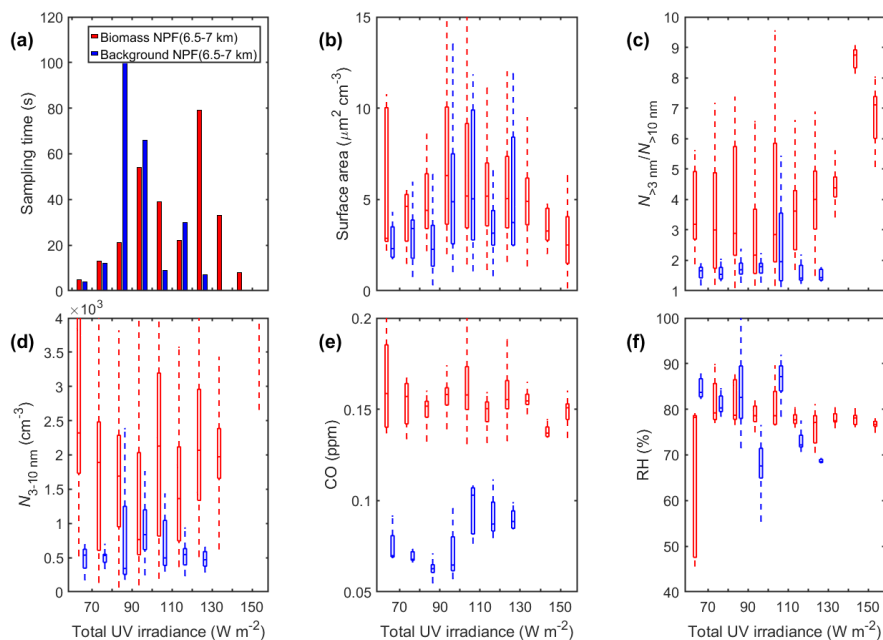 (a)
Biomass NPF(6.5-7 km)
Background NPF(6.5-7 km)
Sampling time (s)
120
100
80
60
40
20
0
(b)
Surface area (μm² cm⁻³)
15
10
5
0
(c)
N>3 nm/N>10 nm
10
9
8
7
6
5
4
3
2
1
× 10³
(d)
N3-10 nm (cm⁻³)
4
3.5
3
2.5
2
1.5
1
0.5
0
70 90 110 130 150
Total UV irradiance (W m⁻²)
(e)
CO (ppm)
0.20
0.15
0.1
0.05
70 90 110 130 150
Total UV irradiance (W m⁻²)
(f)
RH (%)
100
90
80
70
60
50
40
70 90 110 130 150
Total UV irradiance (W m⁻²)